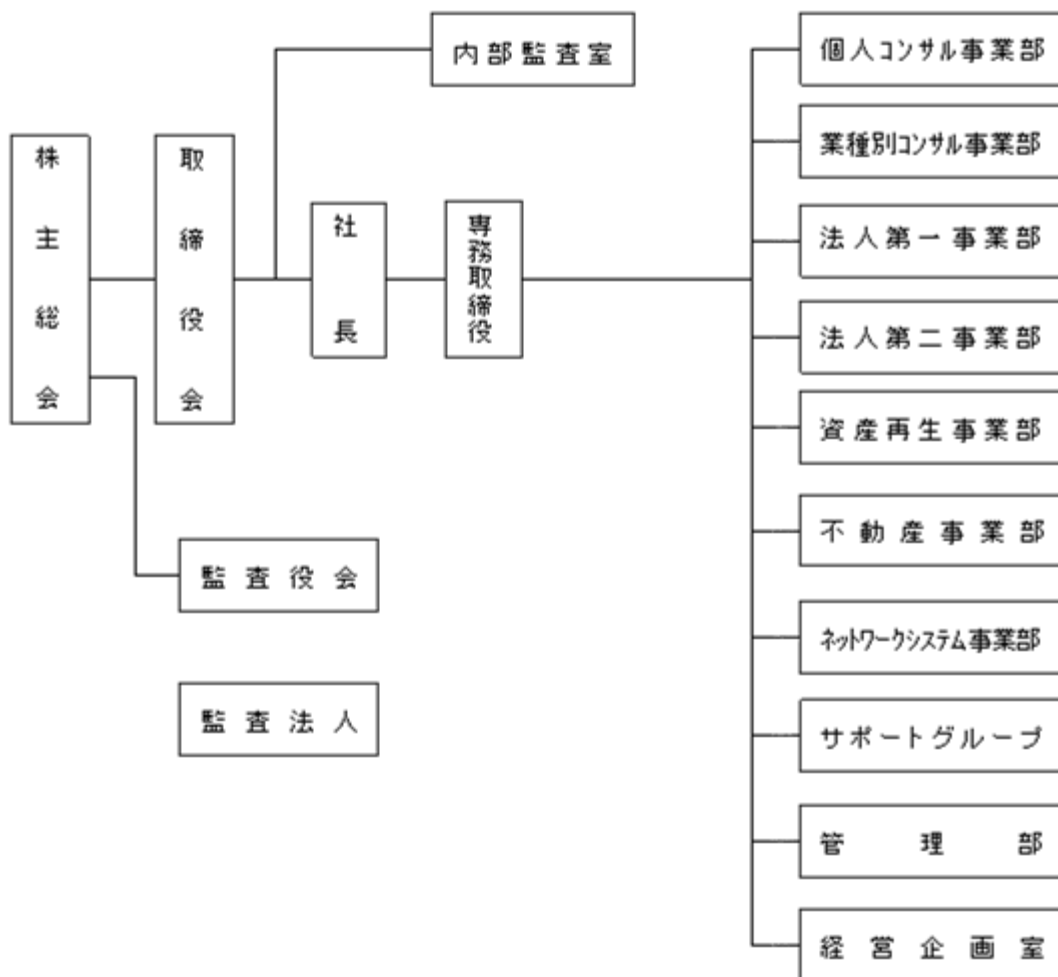 株主総会
取締役会
内部監査室
社長
専務取締役
監査役会
監査法人
個人コンサル事業部
業種別コンサル事業部
法人第一事業部
法人第二事業部
資産再生事業部
不動産事業部
ネットワークシステム事業部
サポートグループ
管理部
経営企画室